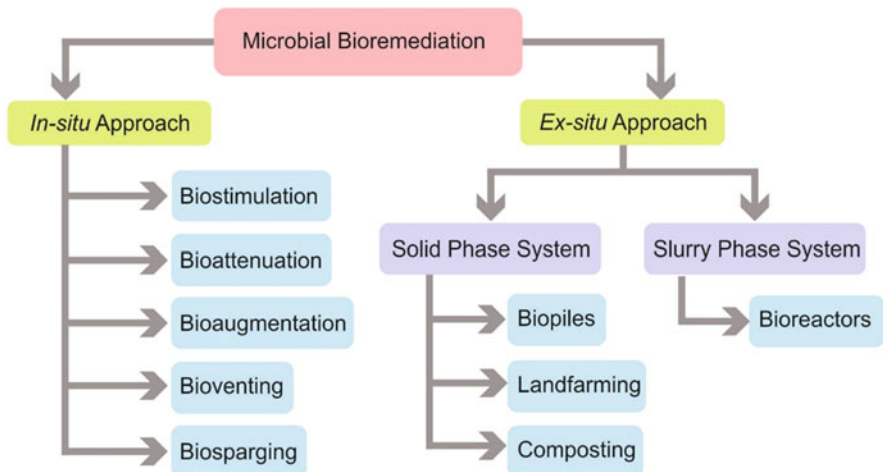 Microbial Bioremediation
In-situ Approach
Ex-situ Approach
Biostimulation
Bioattenuation
Bioaugmentation
Bioventing
Biosparging
Solid Phase System
Slurry Phase System
Biopiles
Landfarming
Composting
Bioreactors